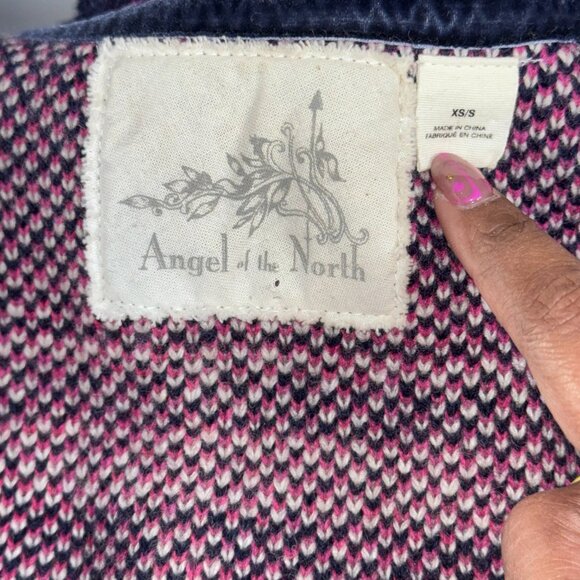 Angel of the North
XS/S
MADE IN CHINA
FABRIQUÉ EN CHINE